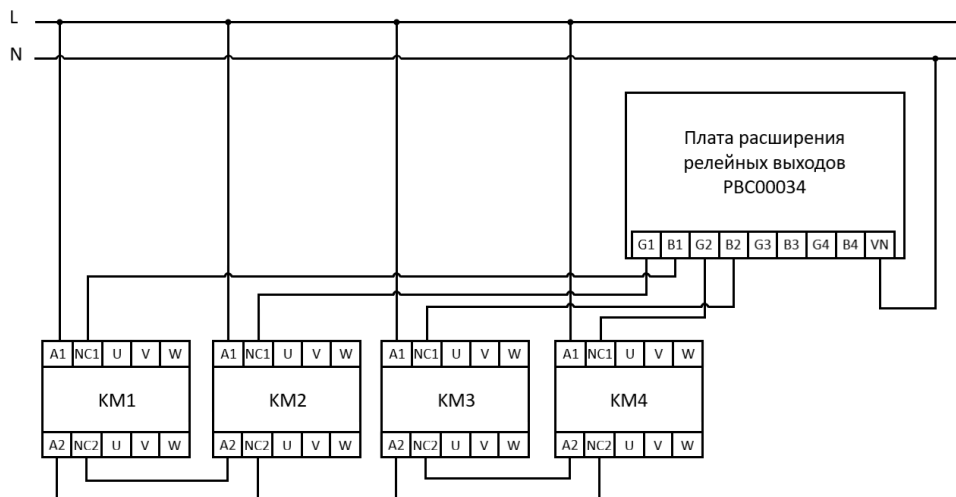 L
N
Плата расширения
релейных выходов
PBC00034
G1 B1 G2 B2 G3 B3 G4 B4 VN
A1 NC1 U V W A1 NC1 U V W A1 NC1 U V W A1 NC1 U V W
KM1 KM2 KM3 KM4
A2 NC2 U V W A2 NC2 U V W A2 NC2 U V W A2 NC2 U V W